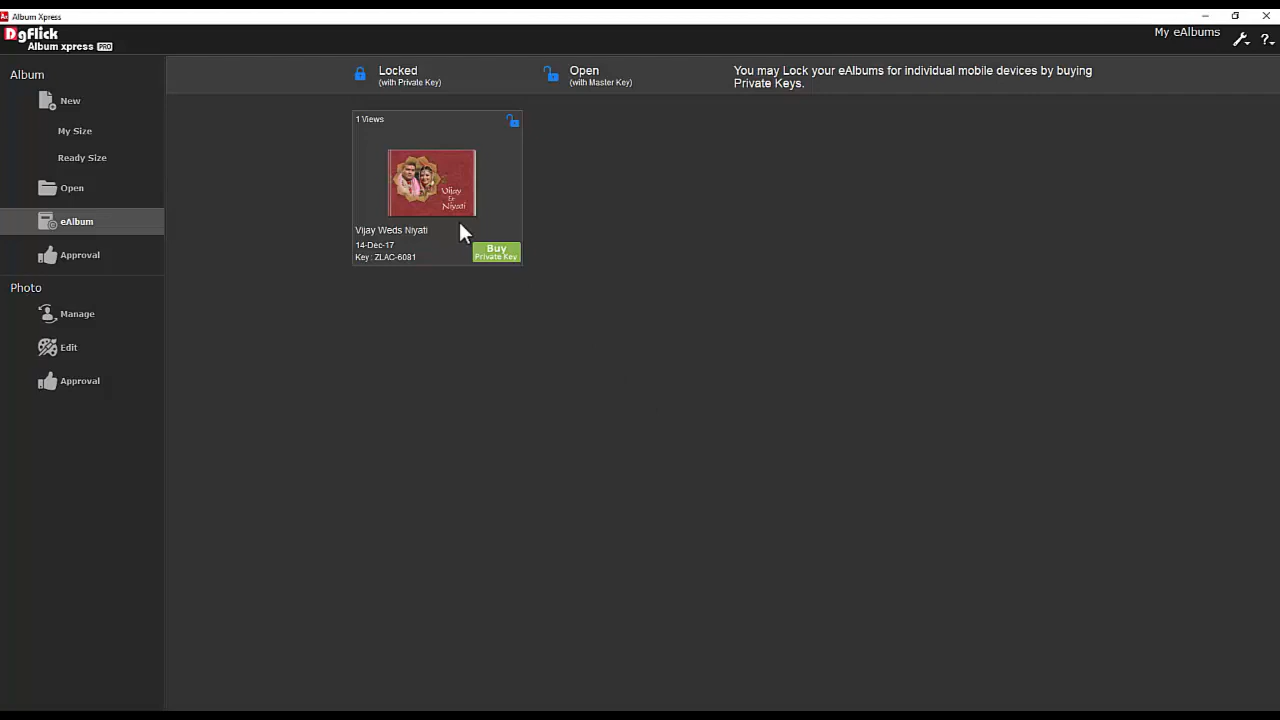 Album Xpress
DgFlick
Album xpress PRO
My eAlbums
?
Album
New
My Size
Ready Size
Open
eAlbum
Approval
Photo
Manage
Edit
Approval
Locked
(with Private Key)
Open
(with Master Key)
You may Lock your eAlbums for individual mobile devices by buying
Private Keys.
1 Views
Vijay
Et
Niyati
Vijay Weds Niyati
14-Dec-17
Key : ZLAC-6081
Buy
Private Key